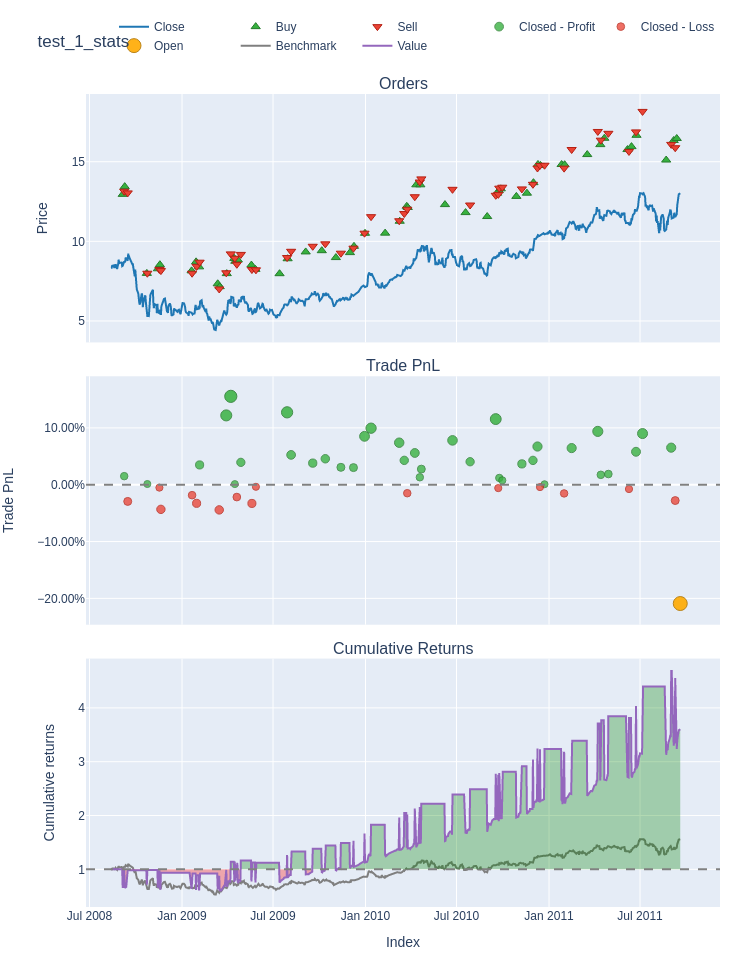 test_1_stats
Close
Buy
Sell
Closed - Profit
Closed - Loss
Open
Benchmark
Value
Orders
Price
15
10
5
Trade PnL
Trade PnL
10.00%
0.00%
−10.00%
−20.00%
Cumulative Returns
Cumulative returns
4
3
2
1
Jul 2008
Jan 2009
Jul 2009
Jan 2010
Jul 2010
Jan 2011
Jul 2011
Index